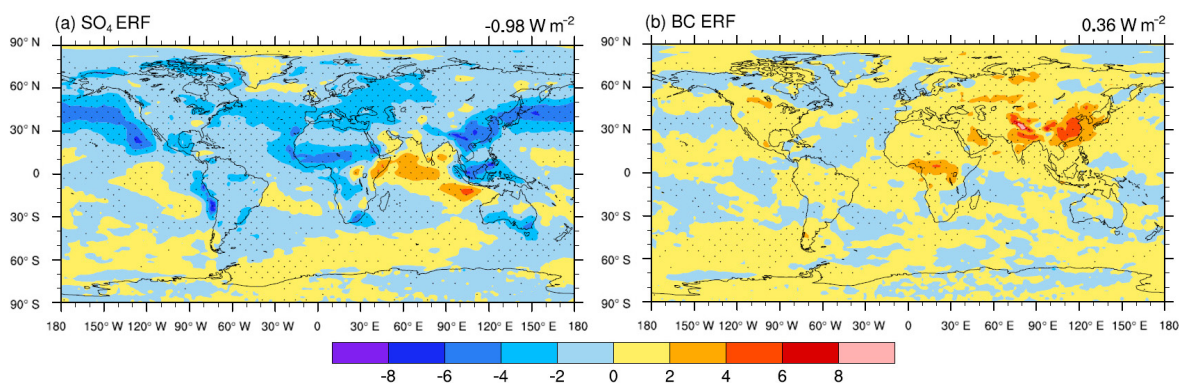 (a) SO₄ ERF -0.98 W m⁻² (b) BC ERF 0.36 W m⁻²
90° N 90° N
60° N 60° N
30° N 30° N
0 0
30° S 30° S
60° S 60° S
90° S 90° S
180 150° W 120° W 90° W 60° W 30° W 0 30° E 60° E 90° E 120° E 150° E 180 180 150° W 120° W 90° W 60° W 30° W 0 30° E 60° E 90° E 120° E 150° E 180
-8 -6 -4 -2 0 2 4 6 8